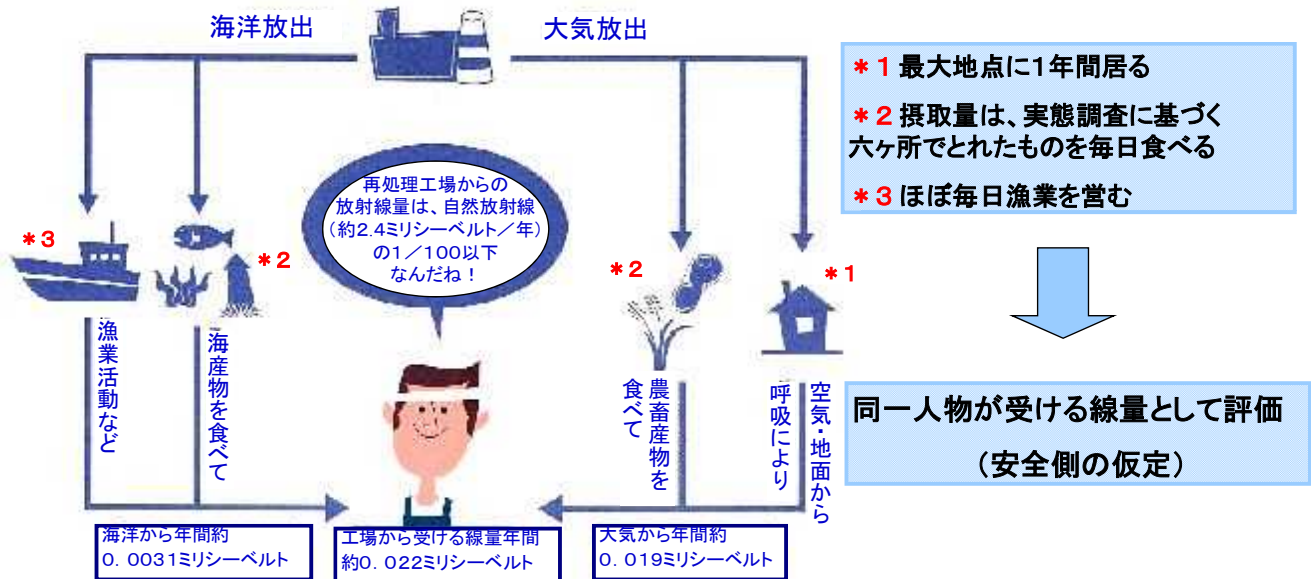 海洋放出
大気放出
再処理工場からの
放射線量は、自然放射線
（約2.4ミリシーベルト／年）
の1／100以下
なんだね！
＊3
＊2
＊2
＊1
漁業活動など
海産物を食べて
農畜産物を
食べて
空気・地面から
呼吸により
海洋から年間約
0．0031ミリシーベルト
工場から受ける線量年間
約0．022ミリシーベルト
大気から年間約
0．019ミリシーベルト
＊1 最大地点に1年間居る
＊2 摂取量は、実態調査に基づく
六ヶ所でとれたものを毎日食べる
＊3 ほぼ毎日漁業を営む
同一人物が受ける線量として評価
（安全側の仮定）